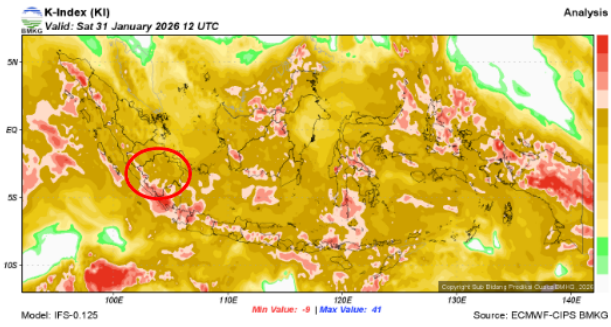 K-Index (KI)
Analysis
BMKG
Valid: Sat 31 January 2026 12 UTC
5N
EQ
5S
10S
Copyright Sub Bidang Prediksi Cuaca BMKG, 2026
100E
110E
120E
130E
140E
Min Value: -9 | Max Value: 41
Model: IFS-0.125
Source: ECMWF-CIPS BMKG